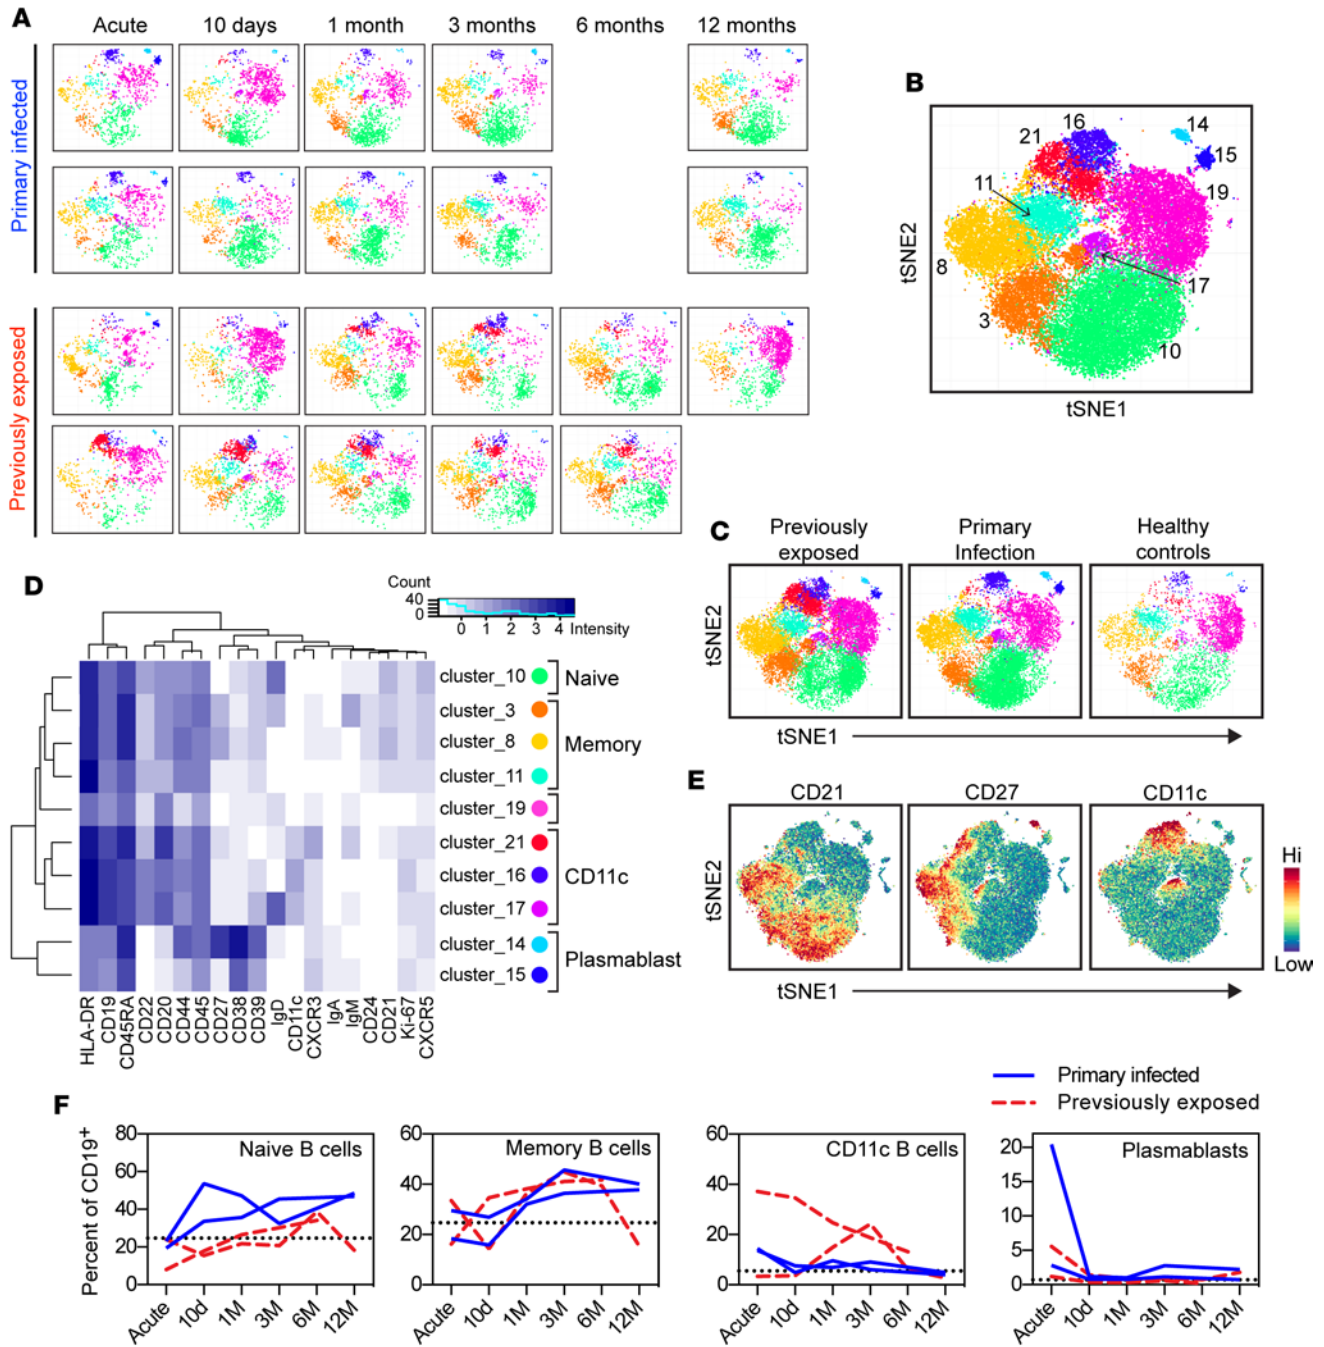 A
Acute 10 days 1 month 3 months 6 months 12 months
Primary infected
Previously exposed
B
16
14
21
15
11
19
8
17
3
10
tSNE2
tSNE1
C
Previously exposed
Primary Infection
Healthy controls
tSNE2
tSNE1
D
Count
40
0
0 1 2 3 4 Intensity
cluster_10 Naive
cluster_3
cluster_8 Memory
cluster_11
cluster_19
cluster_21
cluster_16 CD11c
cluster_17
cluster_14 Plasmablast
cluster_15
HLA-DR CD19 CD45RA CD22 CD20 CD44 CD45 CD27 CD38 CD39 IgD CD11c CXCR3 IgA IgM CD24 CD21 Ki-67 CXCR5
E
CD21 CD27 CD11c
Hi
Low
tSNE2
tSNE1
Primary infected
Prevsiously exposed
F
Percent of CD19+
Naive B cells
80
60
40
20
0
Acute 10d 1M 3M 6M 12M
Memory B cells
60
40
20
0
Acute 10d 1M 3M 6M 12M
CD11c B cells
60
40
20
0
Acute 10d 1M 3M 6M 12M
Plasmablasts
20
15
10
5
0
Acute 10d 1M 3M 6M 12M